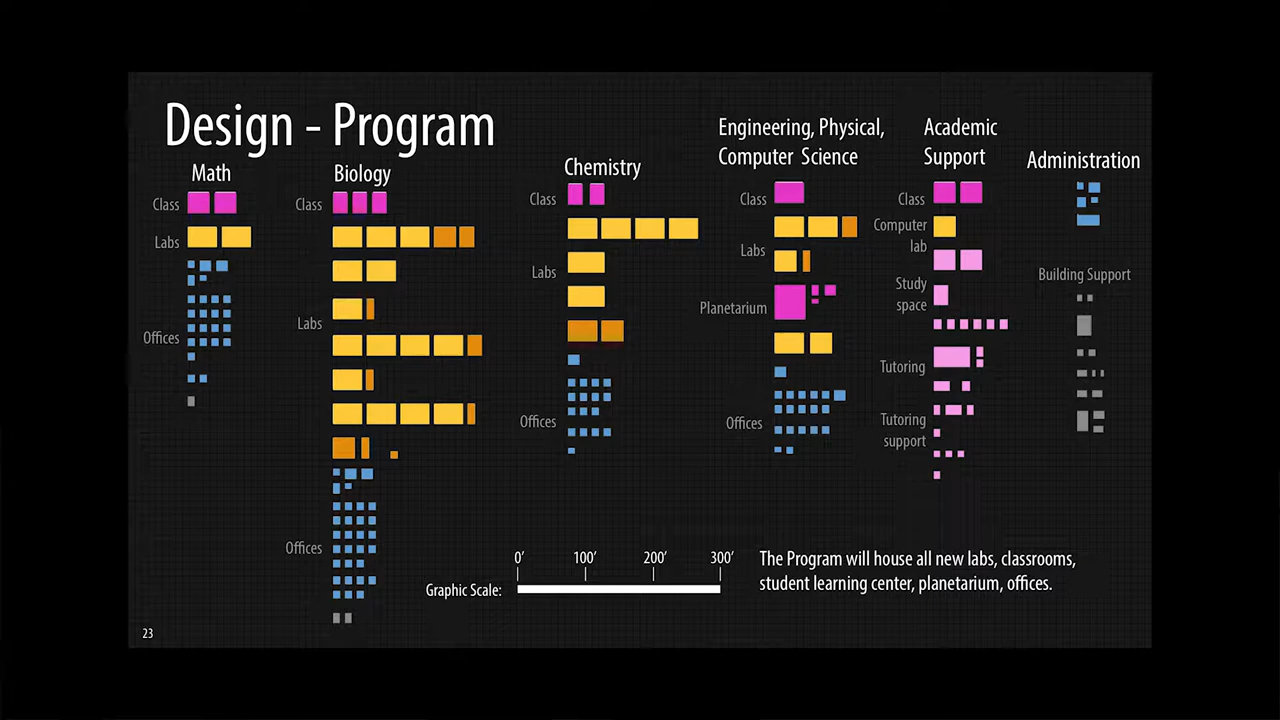 Design - Program
Math
Class
Labs
Offices
Biology
Class
Labs
Offices
Chemistry
Class
Labs
Offices
Engineering, Physical,
Computer Science
Class
Labs
Planetarium
Offices
Academic
Support
Class
Computer
lab
Study
space
Tutoring
Tutoring
support
Administration
Building Support
0' 100' 200' 300'
Graphic Scale:
The Program will house all new labs, classrooms,
student learning center, planetarium, offices.
23